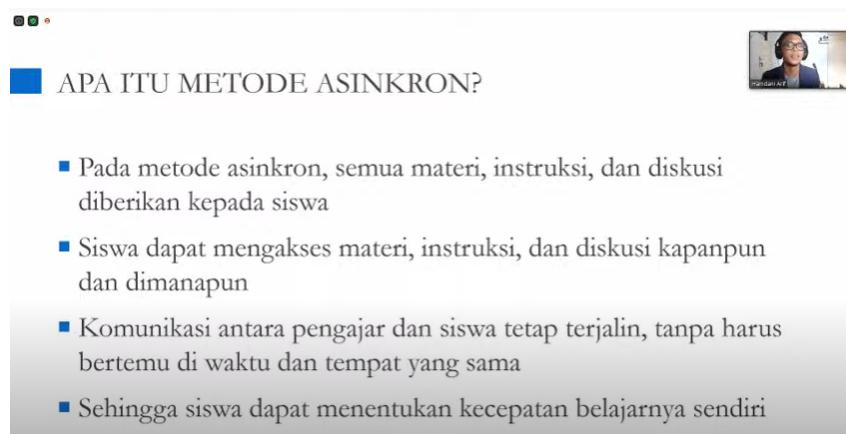 Hamdani Arif
APA ITU METODE ASINKRON?
Pada metode asinkron, semua materi, instruksi, dan diskusi
diberikan kepada siswa
Siswa dapat mengakses materi, instruksi, dan diskusi kapanpun
dan dimanapun
Komunikasi antara pengajar dan siswa tetap terjalin, tanpa harus
bertemu di waktu dan tempat yang sama
Sehingga siswa dapat menentukan kecepatan belajarnya sendiri